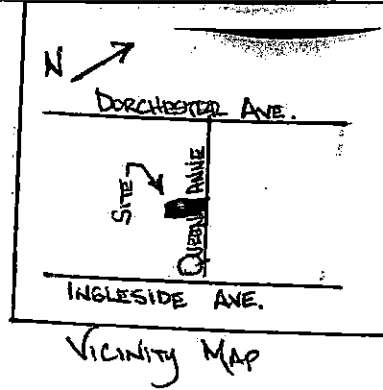 N
DORCHESTER AVE.
SITE
QUEEN ANNE
INGLESIDE AVE.
VICINITY MAP